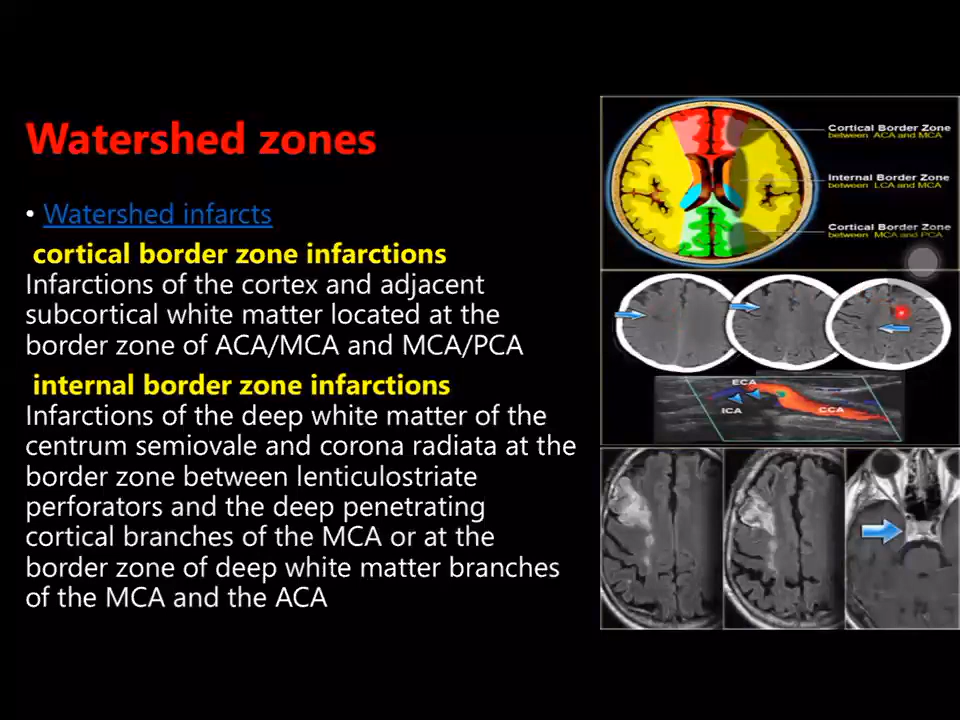 Watershed zones
• Watershed infarcts
cortical border zone infarctions
Infarctions of the cortex and adjacent
subcortical white matter located at the
border zone of ACA/MCA and MCA/PCA
internal border zone infarctions
Infarctions of the deep white matter of the
centrum semiovale and corona radiata at the
border zone between lenticulostriate
perforators and the deep penetrating
cortical branches of the MCA or at the
border zone of deep white matter branches
of the MCA and the ACA
Cortical Border Zone
between ACA and MCA
Internal Border Zone
between LCA and MCA
Cortical Border Zone
between MCA and PCA
ECA
ICA
CCA